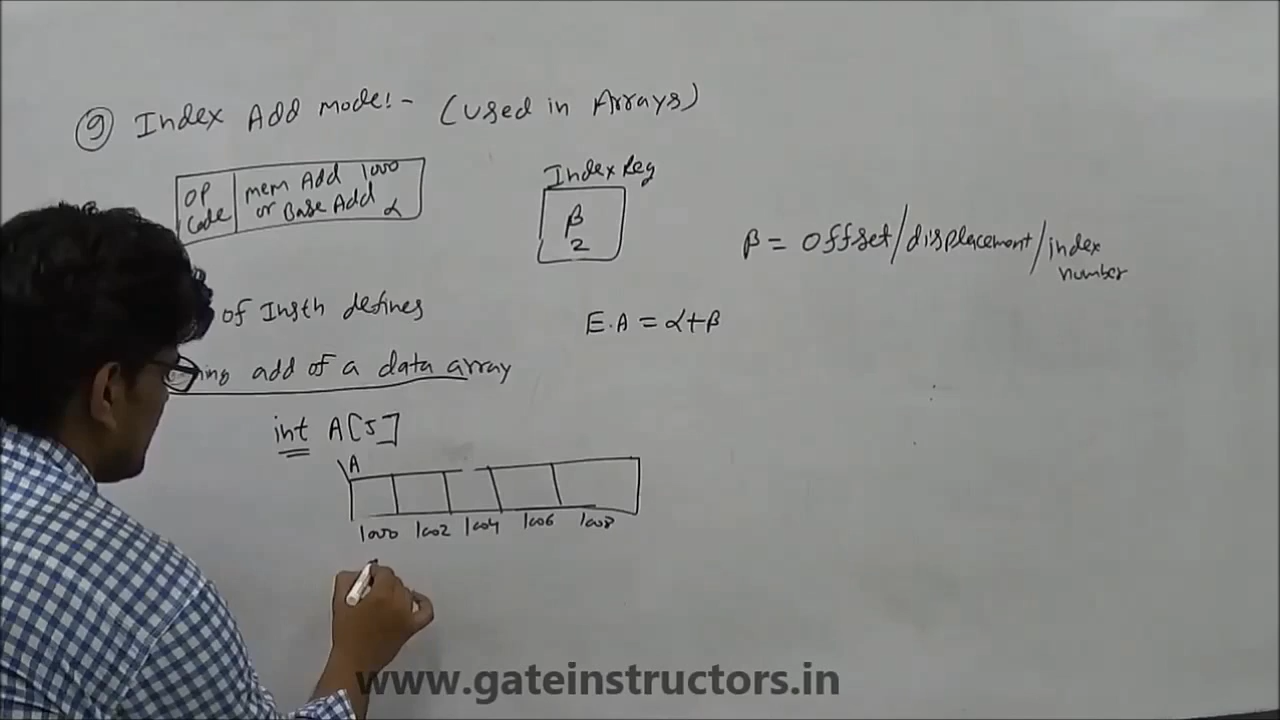 9 Index Add mode:- (used in Arrays)
OP Code
mem Add 1000
or Base Add α
Index Reg
β
2
β = offset/displacement/index number
of Instn defines
E.A = α+β
add of a data array
int A[5]
A
1000 1002 1004 1006 1008
www.gateinstructors.in